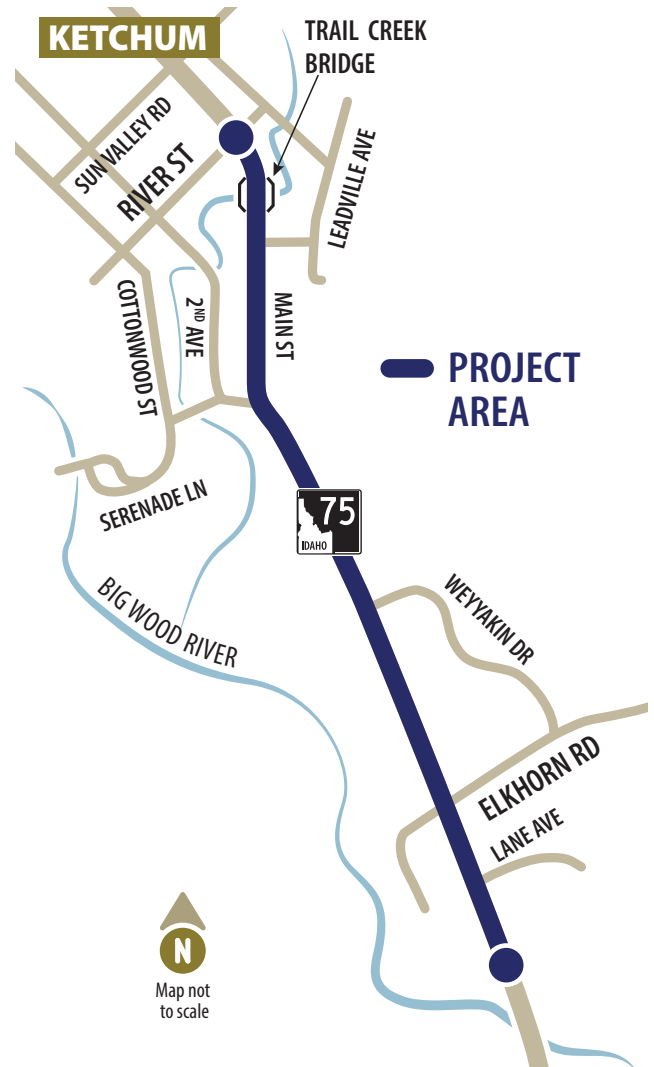 KETCHUM
TRAIL CREEK
BRIDGE
SUN VALLEY RD
RIVER ST
LEADVILLE AVE
COTTONWOOD ST
2ND AVE
MAIN ST
PROJECT
AREA
SERENADE LN
75
IDAHO
BIG WOOD RIVER
WEYYAKIN DR
ELKHORN RD
LANE AVE
N
Map not
to scale